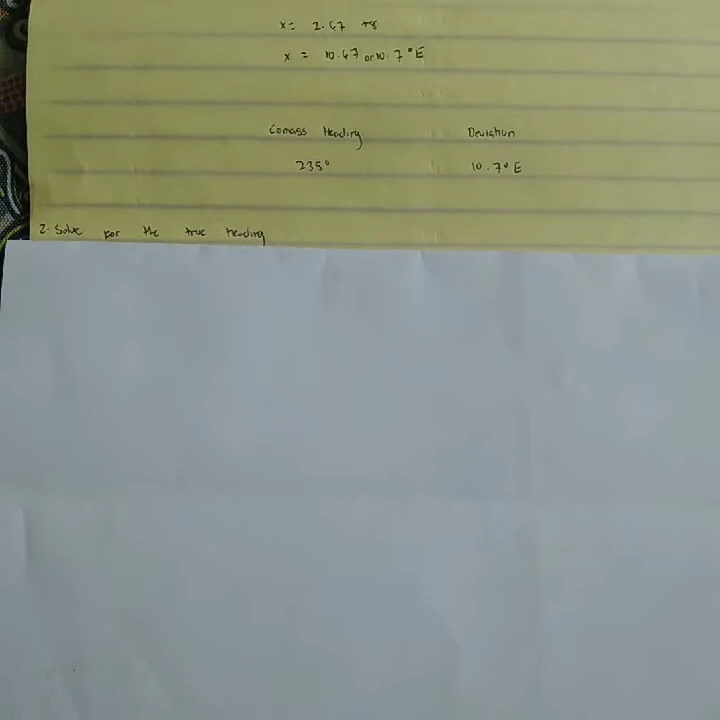 x= 2.67 +8
x = 10.67 or 10.7°E
Comass Heading Deviation
235° 10.7° E
2. Solve for the true heading